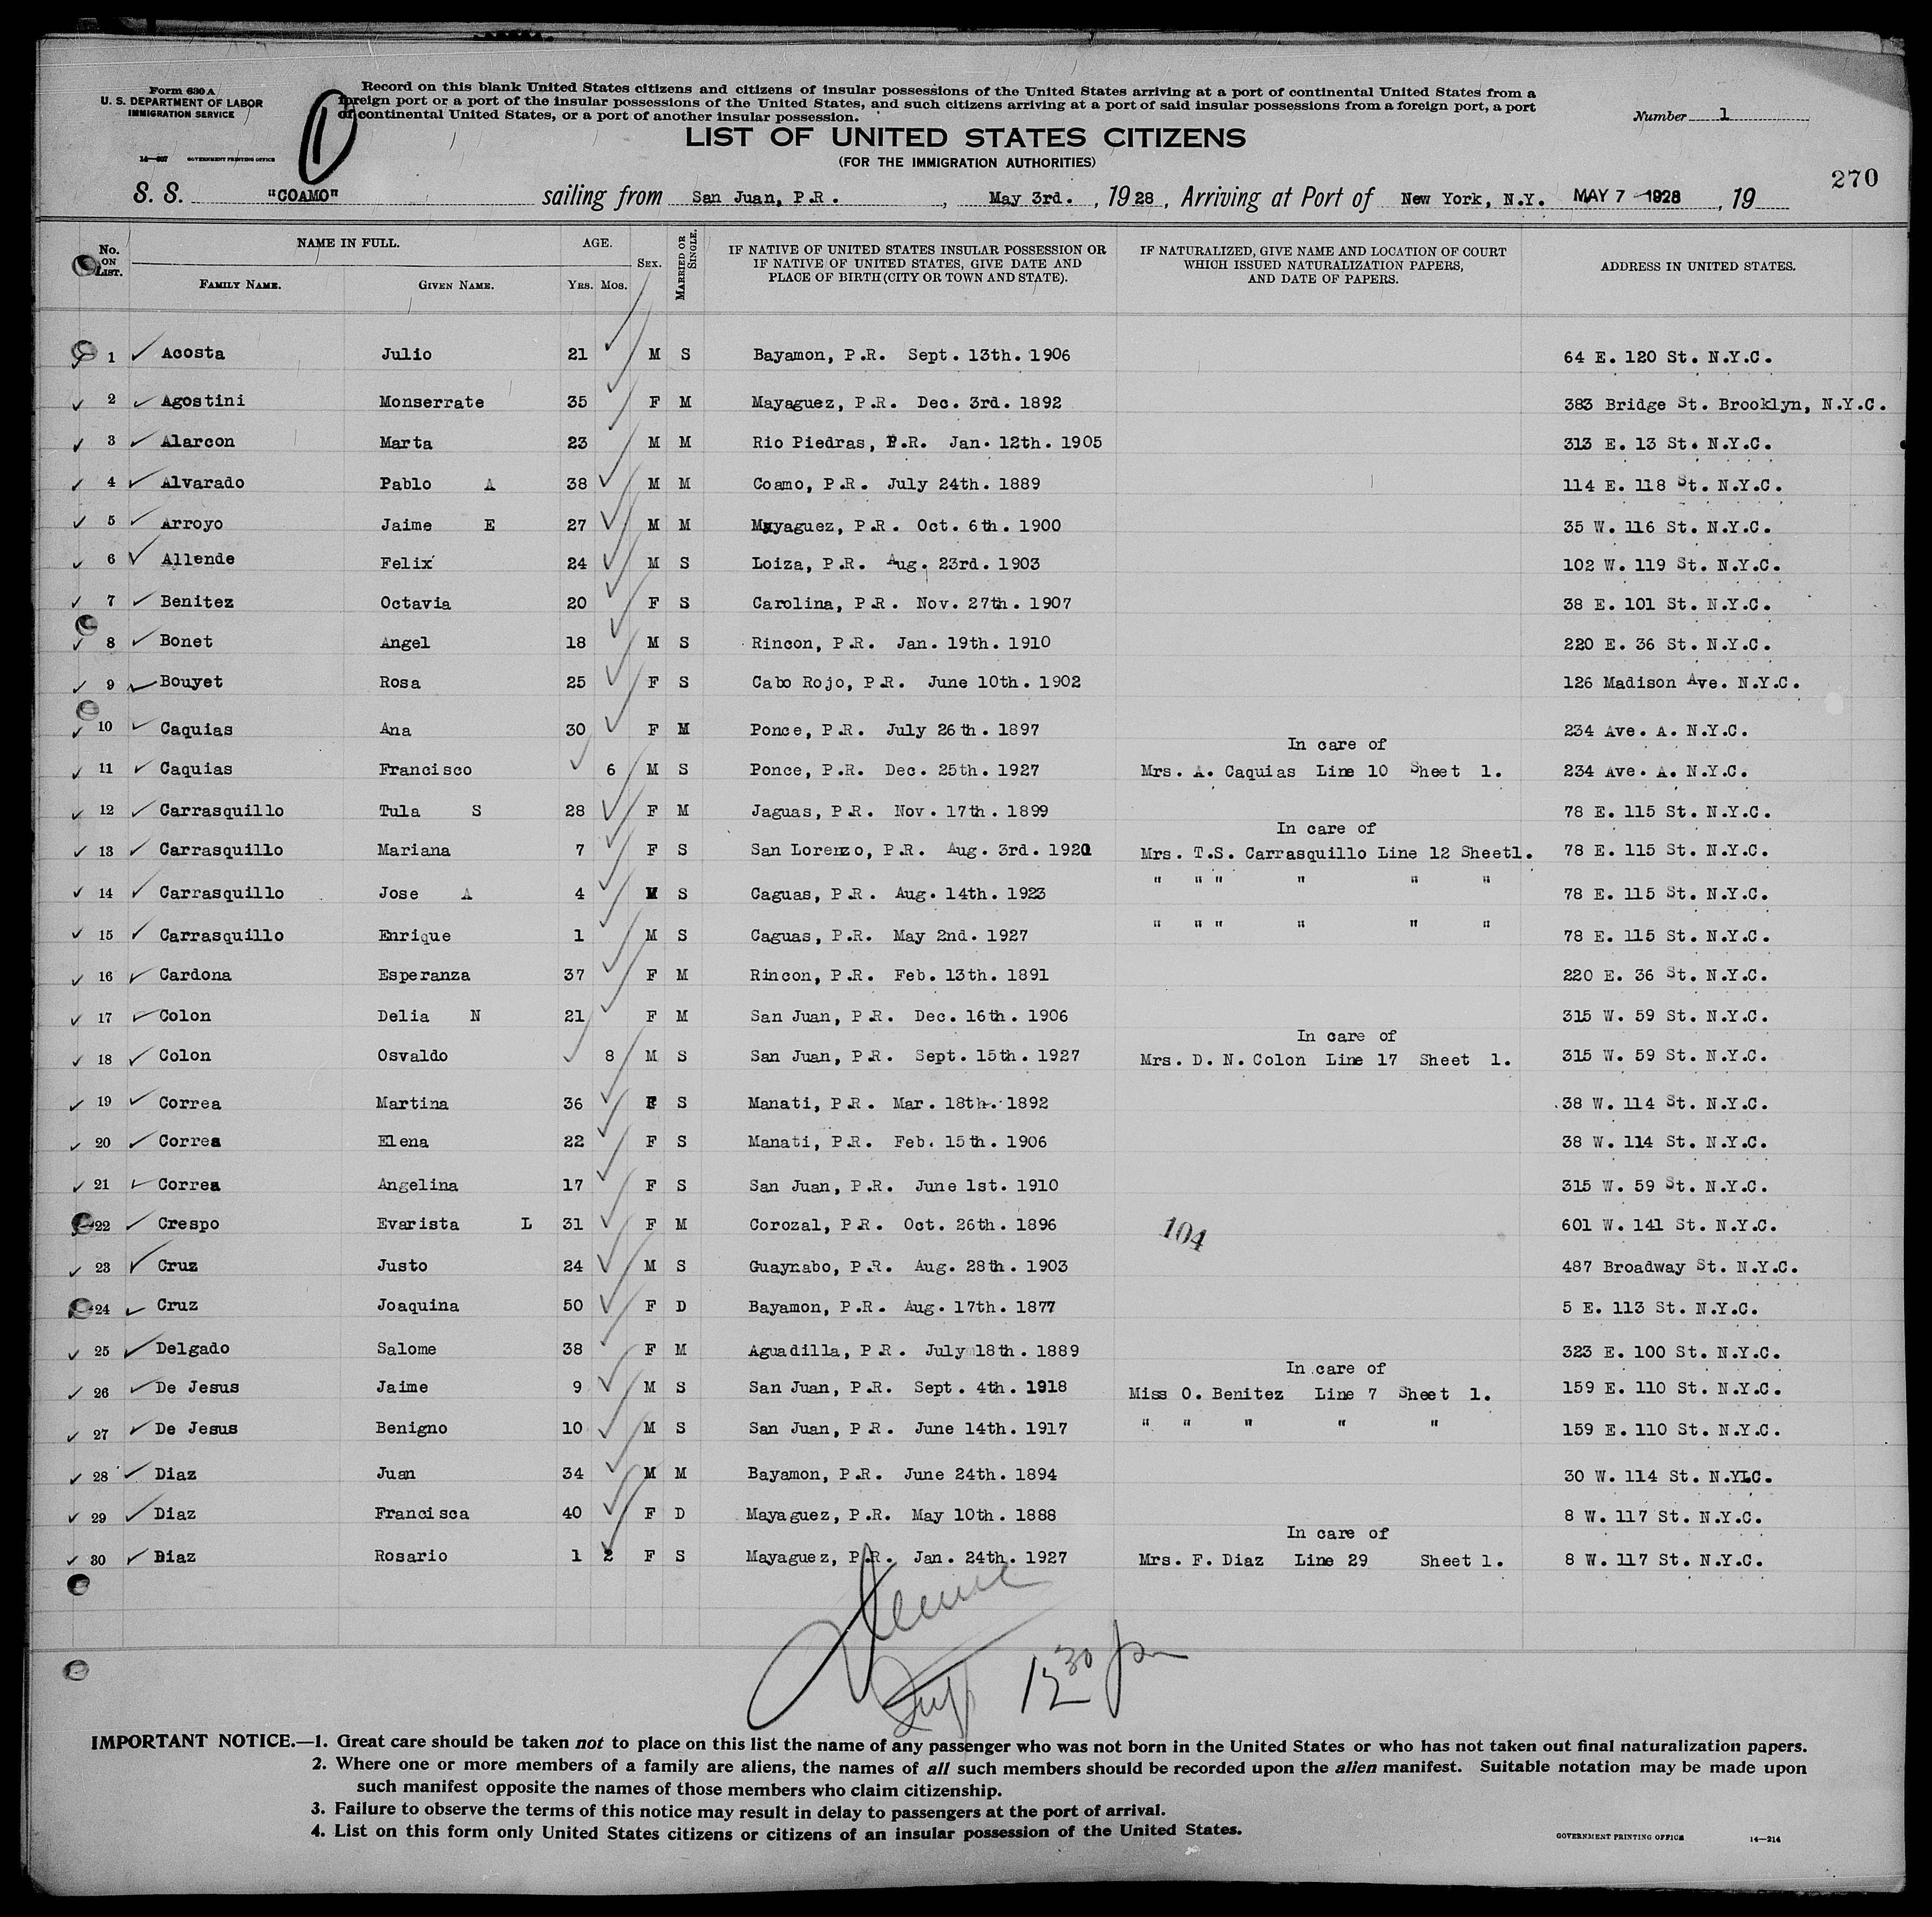 Form 630 A
U. S. DEPARTMENT OF LABOR
IMMIGRATION SERVICE
14—207 GOVERNMENT PRINTING OFFICE
1
Record on this blank United States citizens and citizens of insular possessions of the United States arriving at a port of continental United States from a
foreign port or a port of the insular possessions of the United States, and such citizens arriving at a port of said insular possessions from a foreign port, a port
of continental United States, or a port of another insular possession.
Number 1
LIST OF UNITED STATES CITIZENS
(FOR THE IMMIGRATION AUTHORITIES)
270
S. S. "COAMO" sailing from San Juan, P.R. , May 3rd. , 1928 , Arriving at Port of New York, N.Y. MAY 7 - 1928 , 19
No. ON LIST. NAME IN FULL. AGE. SEX. MARRIED OR SINGLE. IF NATIVE OF UNITED STATES INSULAR POSSESSION OR IF NATIVE OF UNITED STATES, GIVE DATE AND PLACE OF BIRTH (CITY OR TOWN AND STATE). IF NATURALIZED, GIVE NAME AND LOCATION OF COURT WHICH ISSUED NATURALIZATION PAPERS, AND DATE OF PAPERS. ADDRESS IN UNITED STATES.
FAMILY NAME. GIVEN NAME. YRS. MOS.
1 Acosta Julio 21 M S Bayamon, P.R. Sept. 13th. 1906 64 E. 120 St. N.Y.C.
2 Agostini Monserrate 35 F M Mayaguez, P.R. Dec. 3rd. 1892 383 Bridge St. Brooklyn, N.Y.C.
3 Alarcon Marta 23 M M Rio Piedras, P.R. Jan. 12th. 1905 313 E. 13 St. N.Y.C.
4 Alvarado Pablo A 38 M M Coamo, P.R. July 24th. 1889 114 E. 118 St. N.Y.C.
5 Arroyo Jaime E 27 M M Mayaguez, P.R. Oct. 6th. 1900 35 W. 116 St. N.Y.C.
6 Allende Felix 24 M S Loiza, P.R. Aug. 23rd. 1903 102 W. 119 St. N.Y.C.
7 Benitez Octavia 20 F S Carolina, P.R. Nov. 27th. 1907 38 E. 101 St. N.Y.C.
8 Bonet Angel 18 M S Rincon, P.R. Jan. 19th. 1910 220 E. 36 St. N.Y.C.
9 Bouyet Rosa 25 F S Cabo Rojo, P.R. June 10th. 1902 126 Madison Ave. N.Y.C.
10 Caquias Ana 30 F M Ponce, P.R. July 26th. 1897 234 Ave. A. N.Y.C.
In care of
11 Caquias Francisco 6 M S Ponce, P.R. Dec. 25th. 1927 Mrs. A. Caquias Line 10 Sheet 1. 234 Ave. A. N.Y.C.
12 Carrasquillo Tula S 28 F M Jaguas, P.R. Nov. 17th. 1899 78 E. 115 St. N.Y.C.
In care of
13 Carrasquillo Mariana 7 F S San Lorenzo, P.R. Aug. 3rd. 1920 Mrs. T.S. Carrasquillo Line 12 Sheet1. 78 E. 115 St. N.Y.C.
14 Carrasquillo Jose A 4 M S Caguas, P.R. Aug. 14th. 1923 " " " " " " 78 E. 115 St. N.Y.C.
15 Carrasquillo Enrique 1 M S Caguas, P.R. May 2nd. 1927 " " " " " " 78 E. 115 St. N.Y.C.
16 Cardona Esperanza 37 F M Rincon, P.R. Feb. 13th. 1891 220 E. 36 St. N.Y.C.
17 Colon Delia N 21 F M San Juan, P.R. Dec. 16th. 1906 315 W. 59 St. N.Y.C.
In care of
18 Colon Osvaldo 8 M S San Juan, P.R. Sept. 15th. 1927 Mrs. D. N. Colon Line 17 Sheet 1. 315 W. 59 St. N.Y.C.
19 Correa Martina 36 F S Manati, P.R. Mar. 18th. 1892 38 W. 114 St. N.Y.C.
20 Correa Elena 22 F S Manati, P.R. Feb. 15th. 1906 38 W. 114 St. N.Y.C.
21 Correa Angelina 17 F S San Juan, P.R. June 1st. 1910 315 W. 59 St. N.Y.C.
22 Crespo Evarista L 31 F M Corozal, P.R. Oct. 26th. 1896 104 601 W. 141 St. N.Y.C.
23 Cruz Justo 24 M S Guaynabo, P.R. Aug. 28th. 1903 487 Broadway St. N.Y.C.
24 Cruz Joaquina 50 F D Bayamon, P.R. Aug. 17th. 1877 5 E. 113 St. N.Y.C.
25 Delgado Salome 38 F M Aguadilla, P.R. July 18th. 1889 323 E. 100 St. N.Y.C.
In care of
26 De Jesus Jaime 9 M S San Juan, P.R. Sept. 4th. 1918 Miss O. Benitez Line 7 Sheet 1. 159 E. 110 St. N.Y.C.
27 De Jesus Benigno 10 M S San Juan, P.R. June 14th. 1917 " " " " " 159 E. 110 St. N.Y.C.
28 Diaz Juan 34 M M Bayamon, P.R. June 24th. 1894 30 W. 114 St. N.Y.C.
29 Diaz Francisca 40 F D Mayaguez, P.R. May 10th. 1888 8 W. 117 St. N.Y.C.
In care of
30 Diaz Rosario 1 2 F S Mayaguez, P.R. Jan. 24th. 1927 Mrs. F. Diaz Line 29 Sheet 1. 8 W. 117 St. N.Y.C.
12 30 pm
IMPORTANT NOTICE.—1. Great care should be taken not to place on this list the name of any passenger who was not born in the United States or who has not taken out final naturalization papers.
2. Where one or more members of a family are aliens, the names of all such members should be recorded upon the alien manifest. Suitable notation may be made upon
such manifest opposite the names of those members who claim citizenship.
3. Failure to observe the terms of this notice may result in delay to passengers at the port of arrival.
4. List on this form only United States citizens or citizens of an insular possession of the United States.
GOVERNMENT PRINTING OFFICE 14—214